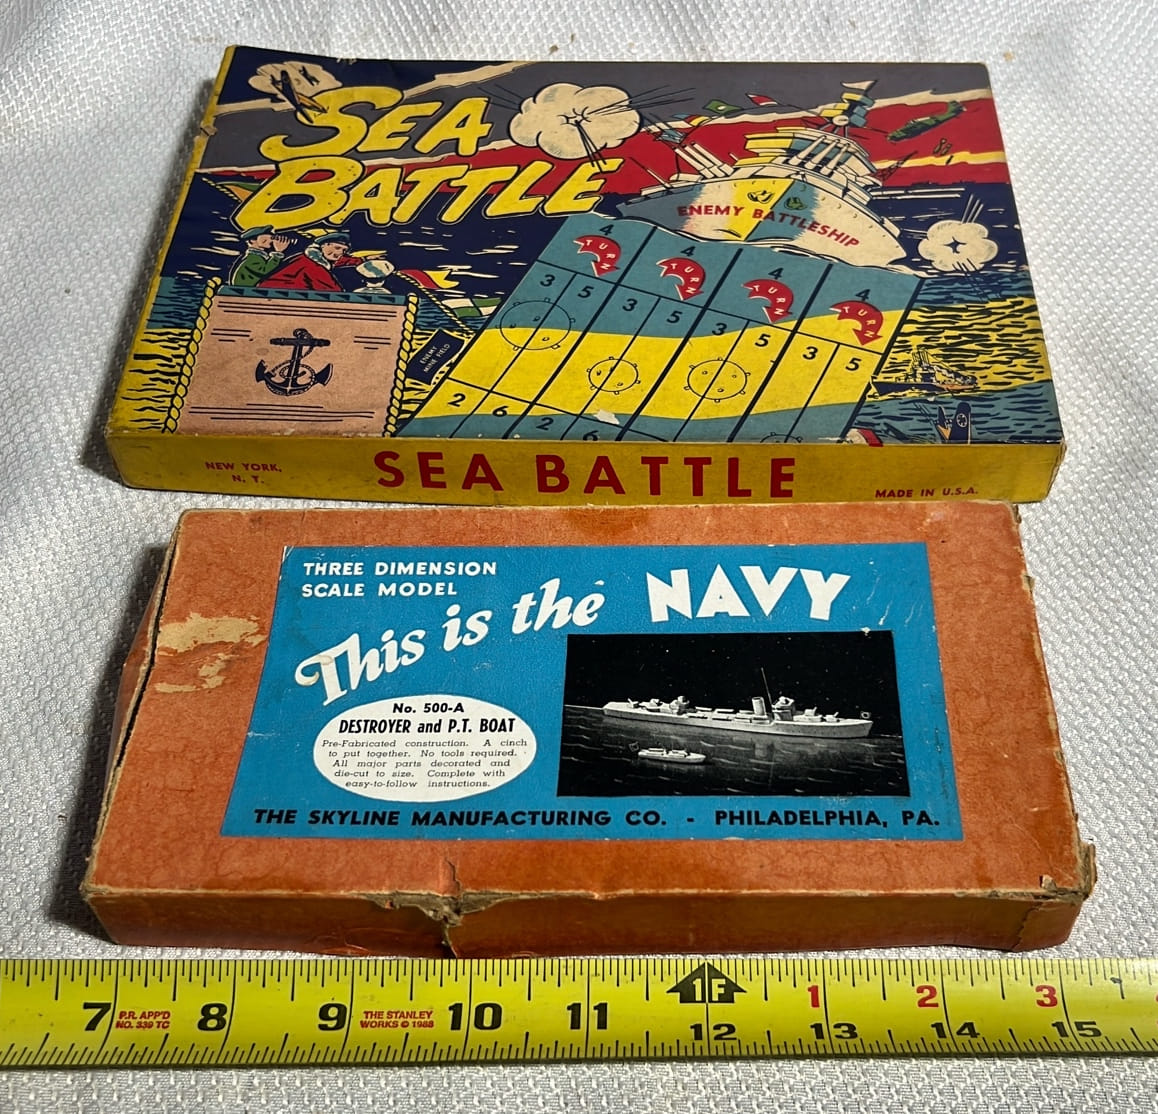 SEA
BATTLE
ENEMY BATTLESHIP
4 4 4 4
TURN TURN TURN TURN
3 5 3 5 3 5 3 5
ENEMY
MINE FIELD
2 6 2 6
NEW YORK,
N. Y.
SEA BATTLE
MADE IN U.S.A.
THREE DIMENSION
SCALE MODEL
This is the NAVY
No. 500-A
DESTROYER and P.T. BOAT
Pre-Fabricated construction. A cinch
to put together. No tools required.
All major parts decorated and
die-cut to size. Complete with
easy-to-follow instructions.
THE SKYLINE MANUFACTURING CO. - PHILADELPHIA, PA.
1F 1 2 3
7 P.R. APP'D 8 9 THE STANLEY 10 11 12 13 14 15
NO. 339 TC WORKS © 1988